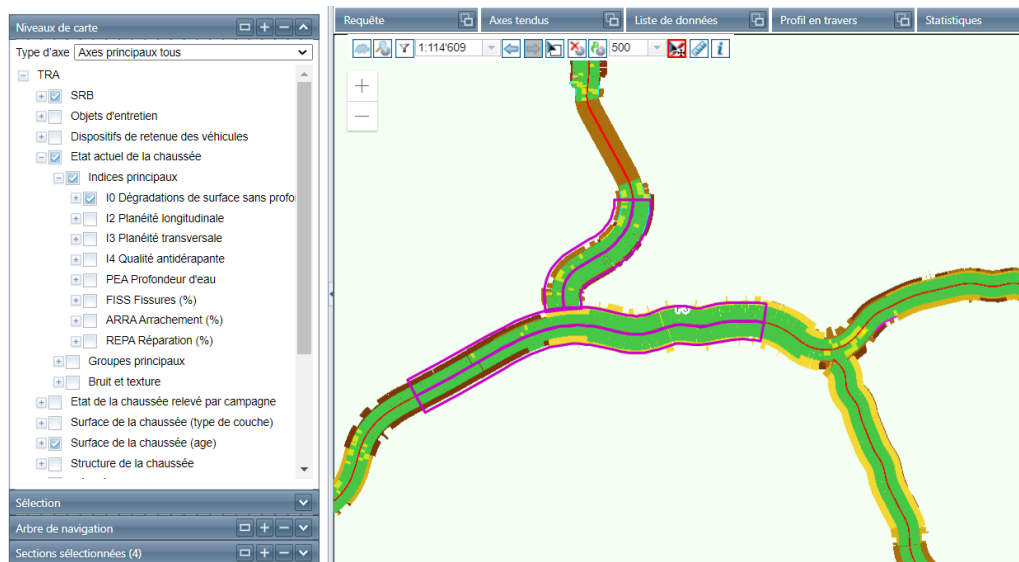 Niveaux de carte
Type d'axe Axes principaux tous
TRA
SRB
Objets d'entretien
Dispositifs de retenue des véhicules
Etat actuel de la chaussée
Indices principaux
I0 Dégradations de surface sans profo
I2 Planéité longitudinale
I3 Planéité transversale
I4 Qualité antidérapante
PEA Profondeur d'eau
FISS Fissures (%)
ARRA Arrachement (%)
REPA Réparation (%)
Groupes principaux
Bruit et texture
Etat de la chaussée relevé par campagne
Surface de la chaussée (type de couche)
Surface de la chaussée (age)
Structure de la chaussée
Sélection
Arbre de navigation
Sections sélectionnées (4)
Requête Axes tendus Liste de données Profil en travers Statistiques
1:114'609 500